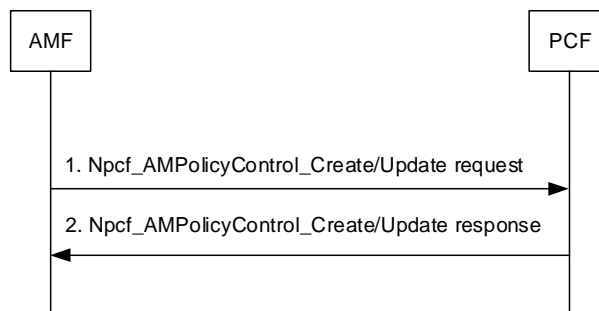 AMF
PCF
1. Npcf_AMPolicyControl_Create/Update request
2. Npcf_AMPolicyControl_Create/Update response